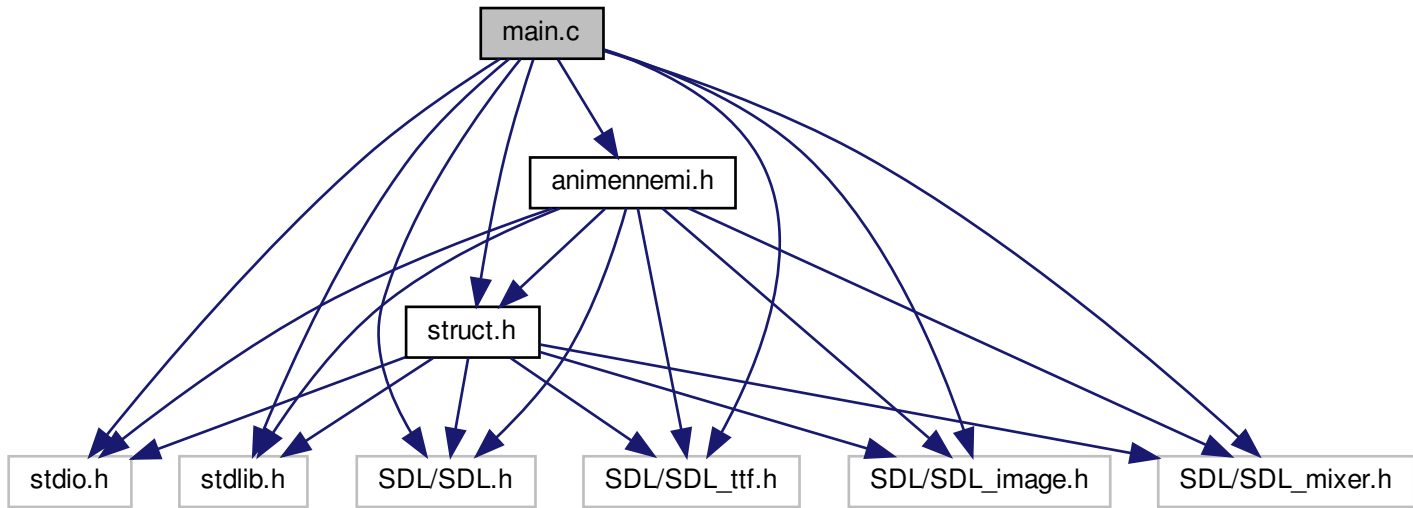 main.c
animennemi.h
struct.h
stdio.h
stdlib.h
SDL/SDL.h
SDL/SDL_ttf.h
SDL/SDL_image.h
SDL/SDL_mixer.h